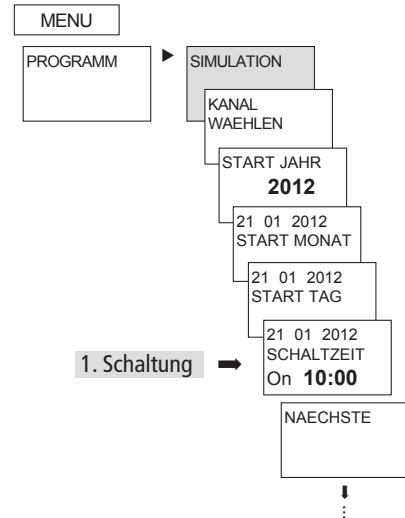 MENU
PROGRAMM
SIMULATION
KANAL
WAEHLEN
START JAHR
2012
21 01 2012
START MONAT
21 01 2012
START TAG
21 01 2012
SCHALTZEIT
1. Schaltung
On 10:00
NAECHSTE